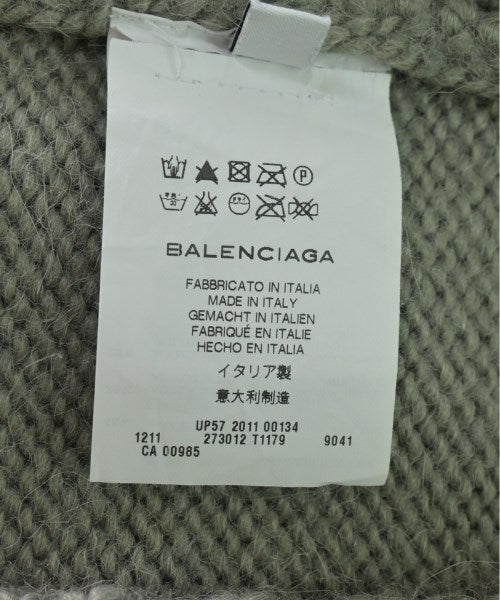 P
BALENCIAGA
FABBRICATO IN ITALIA
MADE IN ITALY
GEMACHT IN ITALIEN
FABRIQUÉ EN ITALIE
HECHO EN ITALIA
イタリア製
意大利制造
UP57 2011 00134
1211 273012 T1179 9041
CA 00985